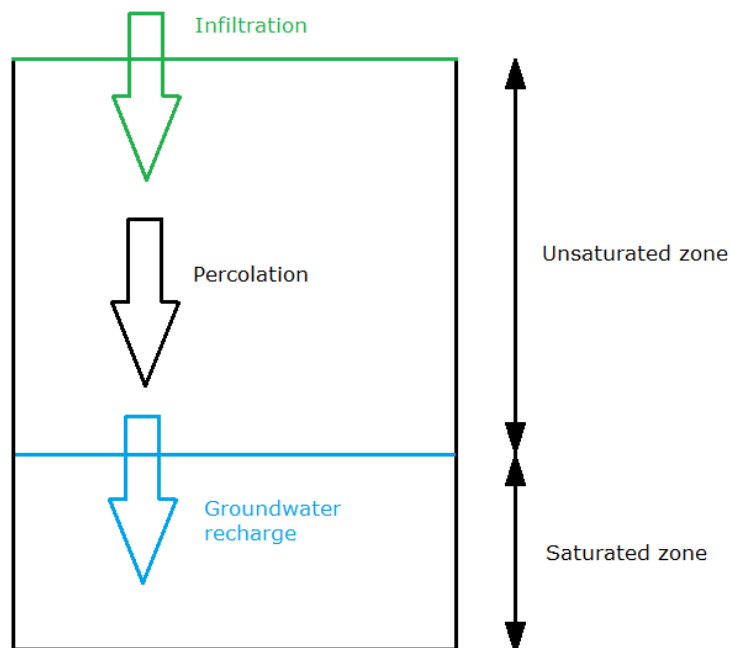 Infiltration
Percolation
Unsaturated zone
Groundwater
recharge
Saturated zone